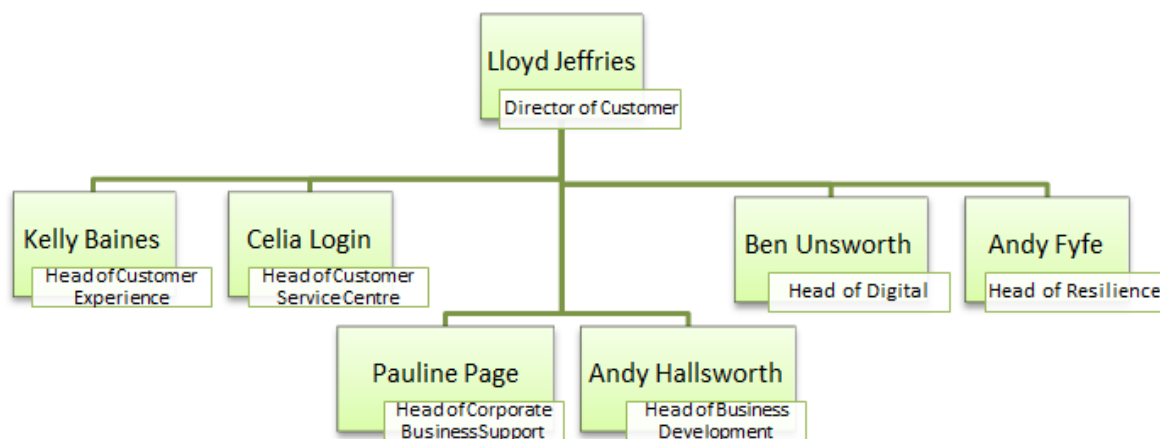 Lloyd Jeffries
Director of Customer
Kelly Baines
Head of Customer
Experience
Celia Login
Head of Customer
Service Centre
Ben Unsworth
Head of Digital
Andy Fyfe
Head of Resilience
Pauline Page
Head of Corporate
Business Support
Andy Hallsworth
Head of Business
Development